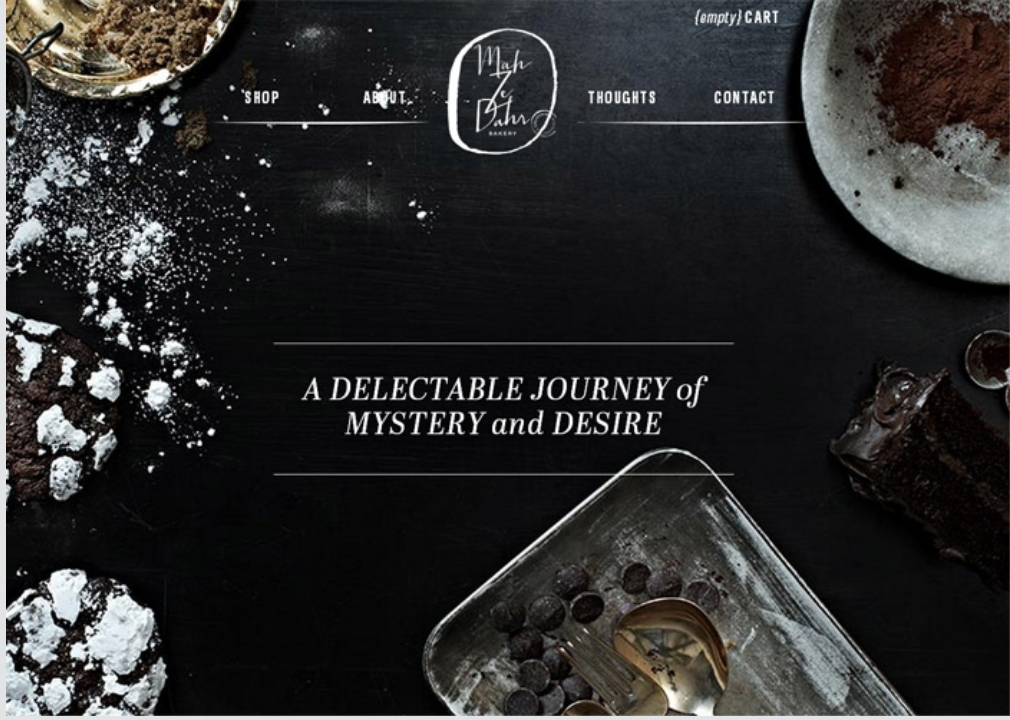 {empty} CART
SHOP
ABOUT
Mah
Ze
Dahr
BAKERY
THOUGHTS
CONTACT
A DELECTABLE JOURNEY of
MYSTERY and DESIRE